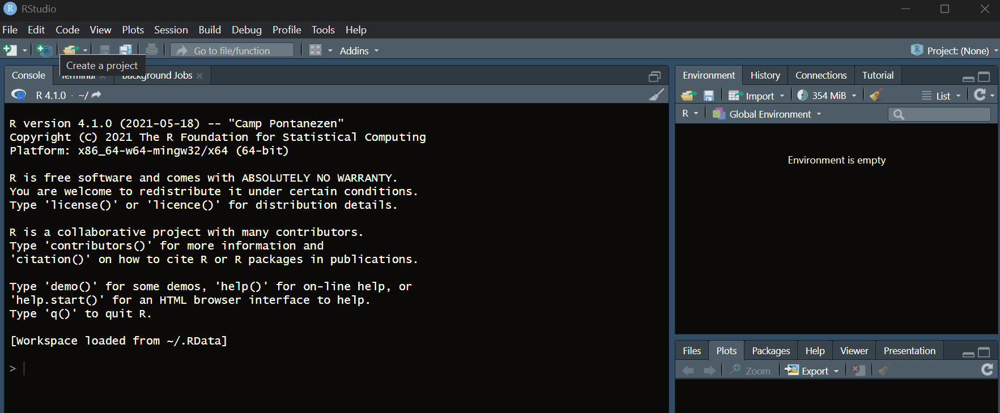 RStudio
File Edit Code View Plots Session Build Debug Profile Tools Help
Go to file/function Addins Project: (None)
Create a project
Console Terminal Background Jobs
R 4.1.0 · ~/
R version 4.1.0 (2021-05-18) -- "Camp Pontanezen"
Copyright (C) 2021 The R Foundation for Statistical Computing
Platform: x86_64-w64-mingw32/x64 (64-bit)
R is free software and comes with ABSOLUTELY NO WARRANTY.
You are welcome to redistribute it under certain conditions.
Type 'license()' or 'licence()' for distribution details.
R is a collaborative project with many contributors.
Type 'contributors()' for more information and
'citation()' on how to cite R or R packages in publications.
Type 'demo()' for some demos, 'help()' for on-line help, or
'help.start()' for an HTML browser interface to help.
Type 'q()' to quit R.
[Workspace loaded from ~/.RData]
>
Environment History Connections Tutorial
Import 354 MiB List
R Global Environment
Environment is empty
Files Plots Packages Help Viewer Presentation
Zoom Export